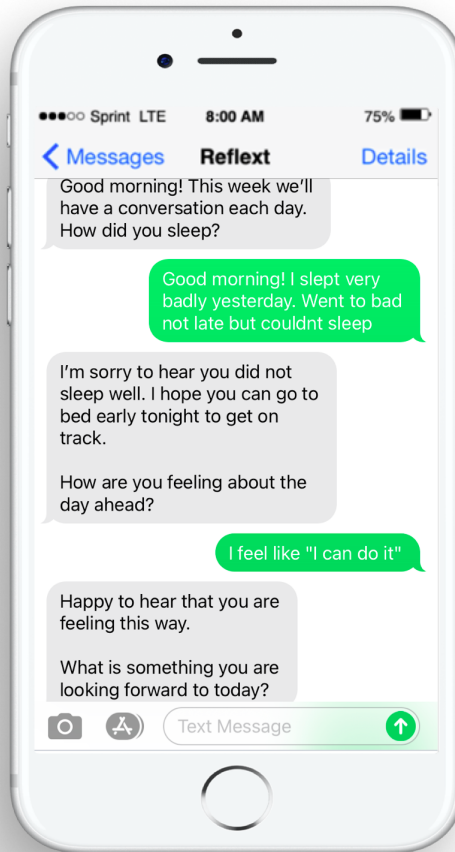 Sprint LTE 8:00 AM 75%
Messages Reflext Details
Good morning! This week we'll
have a conversation each day.
How did you sleep?
Good morning! I slept very
badly yesterday. Went to bad
not late but couldnt sleep
I'm sorry to hear you did not
sleep well. I hope you can go to
bed early tonight to get on
track.
How are you feeling about the
day ahead?
I feel like "I can do it"
Happy to hear that you are
feeling this way.
What is something you are
looking forward to today?
Text Message